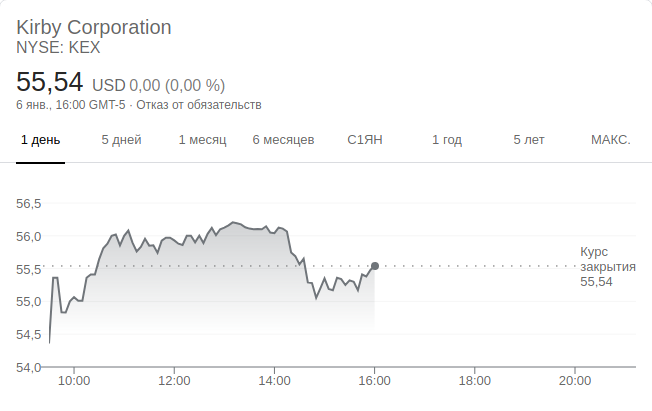 Kirby Corporation
NYSE: KEX
55,54 USD 0,00 (0,00 %)
6 янв., 16:00 GMT-5 · Отказ от обязательств
1 день 5 дней 1 месяц 6 месяцев С1ЯН 1 год 5 лет МАКС.
56,5
56,0
55,5
55,0
54,5
54,0
Курс
закрытия
55,54
10:00 12:00 14:00 16:00 18:00 20:00